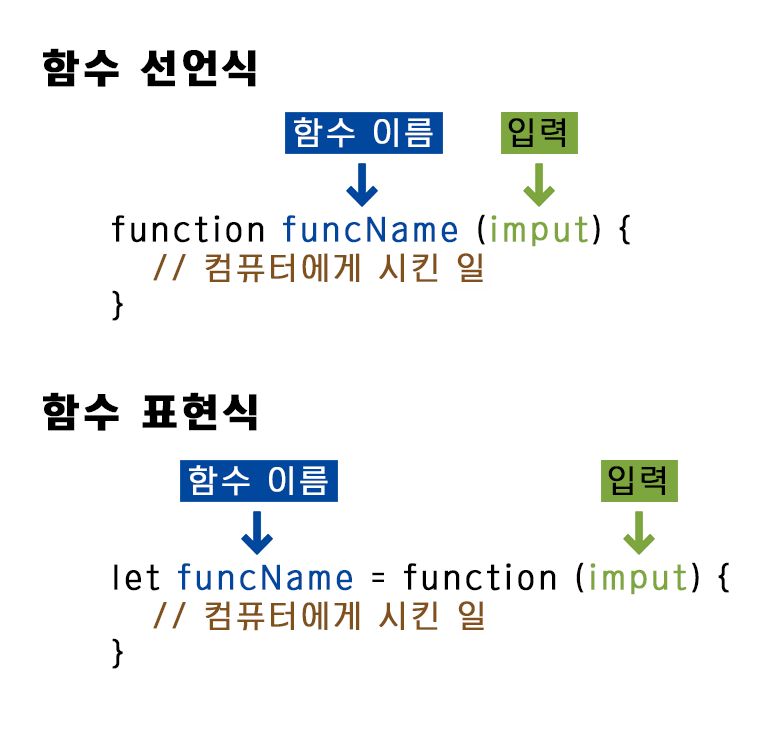 함수 선언식
함수 이름 입력
function funcName (imput) {
// 컴퓨터에게 시킨 일
}
함수 표현식
함수 이름 입력
let funcName = function (imput) {
// 컴퓨터에게 시킨 일
}